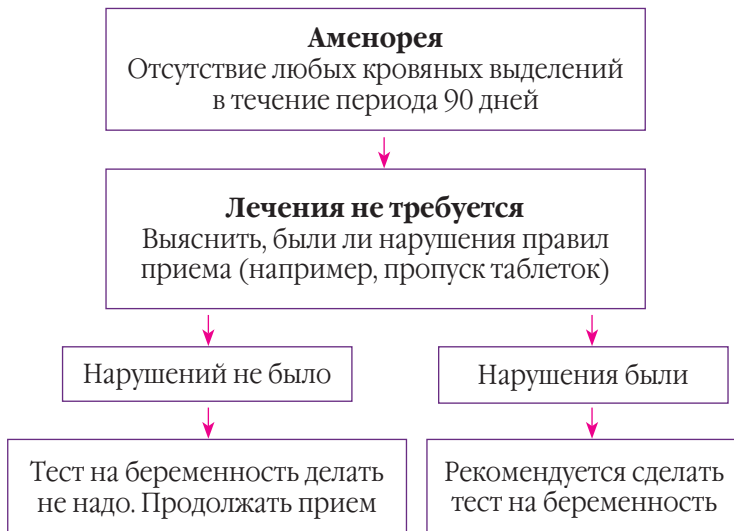 Аменорея
Отсутствие любых кровяных выделений
в течение периода 90 дней
Лечения не требуется
Выяснить, были ли нарушения правил
приема (например, пропуск таблеток)
Нарушений не было
Нарушения были
Тест на беременность делать
не надо. Продолжать прием
Рекомендуется сделать
тест на беременность